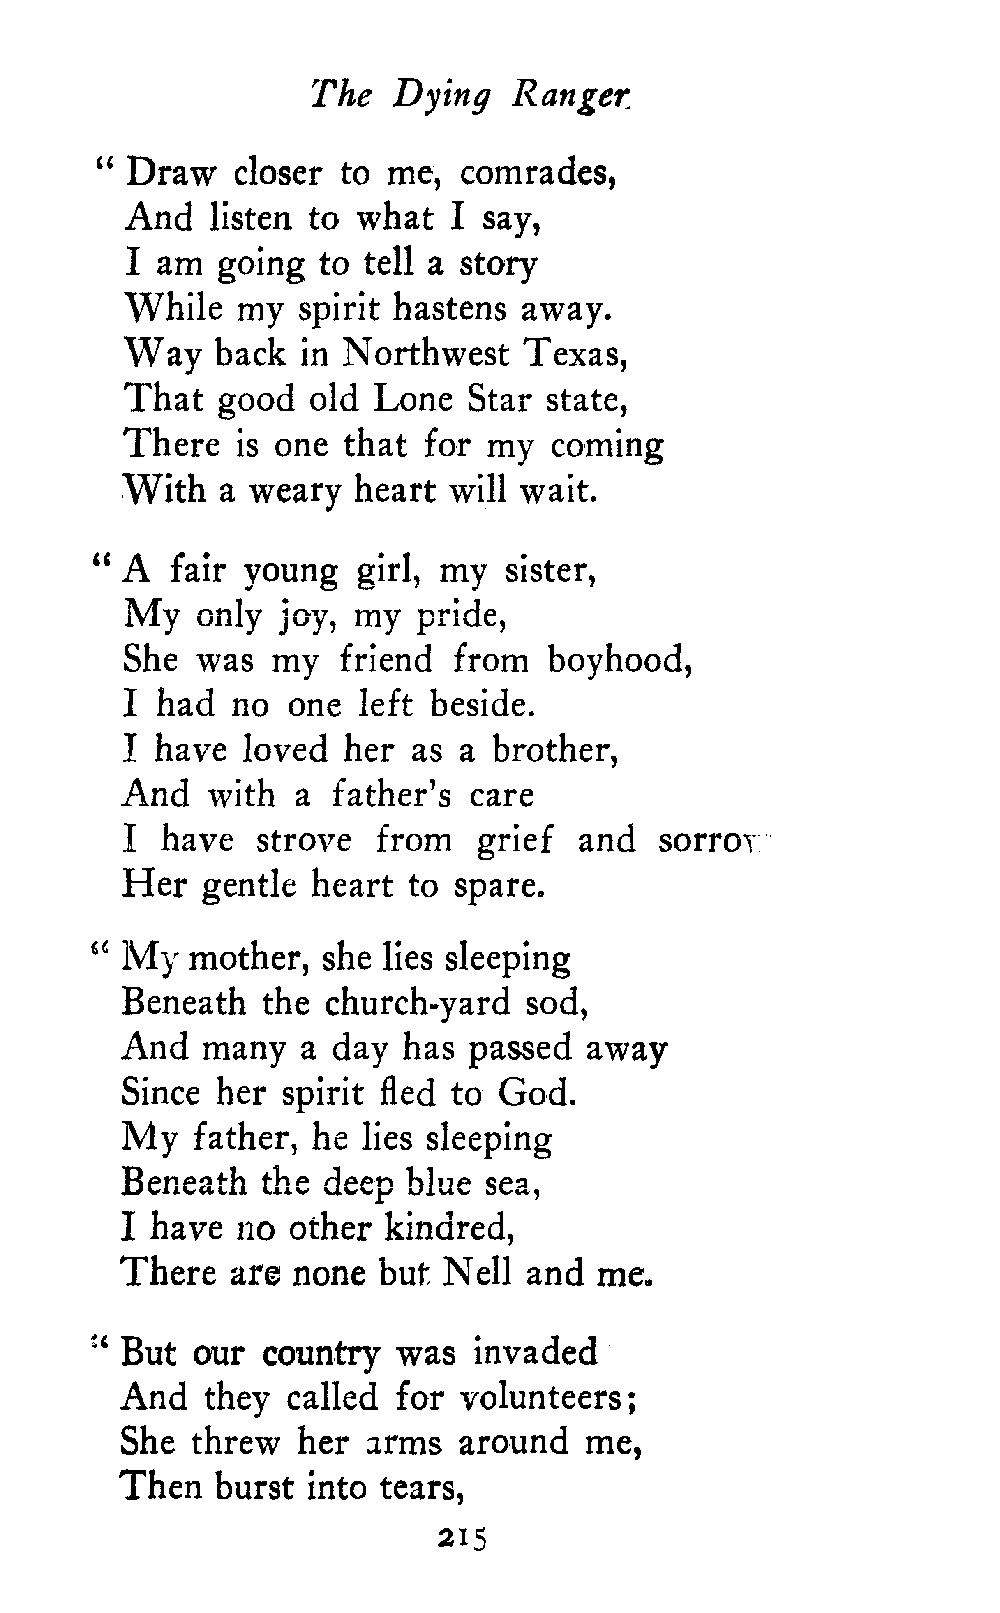 The Dying Ranger
" Draw closer to me, comrades,
And listen to what I say,
I am going to tell a story
While my spirit hastens away.
Way back in Northwest Texas,
That good old Lone Star state,
There is one that for my coming
With a weary heart will wait.
" A fair young girl, my sister,
My only joy, my pride,
She was my friend from boyhood,
I had no one left beside.
I have loved her as a brother,
And with a father's care
I have strove from grief and sorrow
Her gentle heart to spare.
" My mother, she lies sleeping
Beneath the church-yard sod,
And many a day has passed away
Since her spirit fled to God.
My father, he lies sleeping
Beneath the deep blue sea,
I have no other kindred,
There are none but Nell and me.
" But our country was invaded
And they called for volunteers;
She threw her arms around me,
Then burst into tears,
215